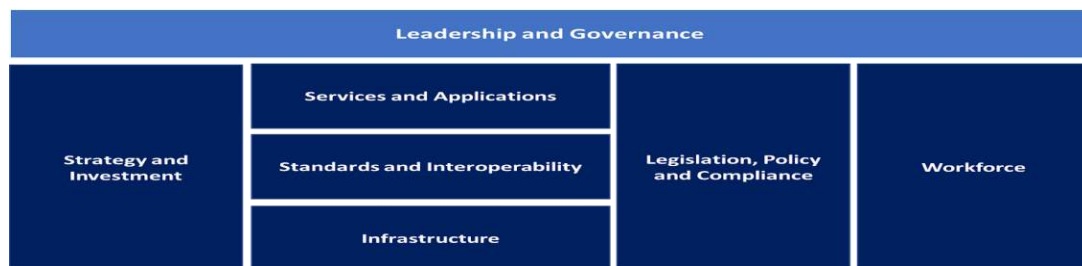 Leadership and Governance
Strategy and
Investment
Services and Applications
Standards and Interoperability
Infrastructure
Legislation, Policy
and Compliance
Workforce